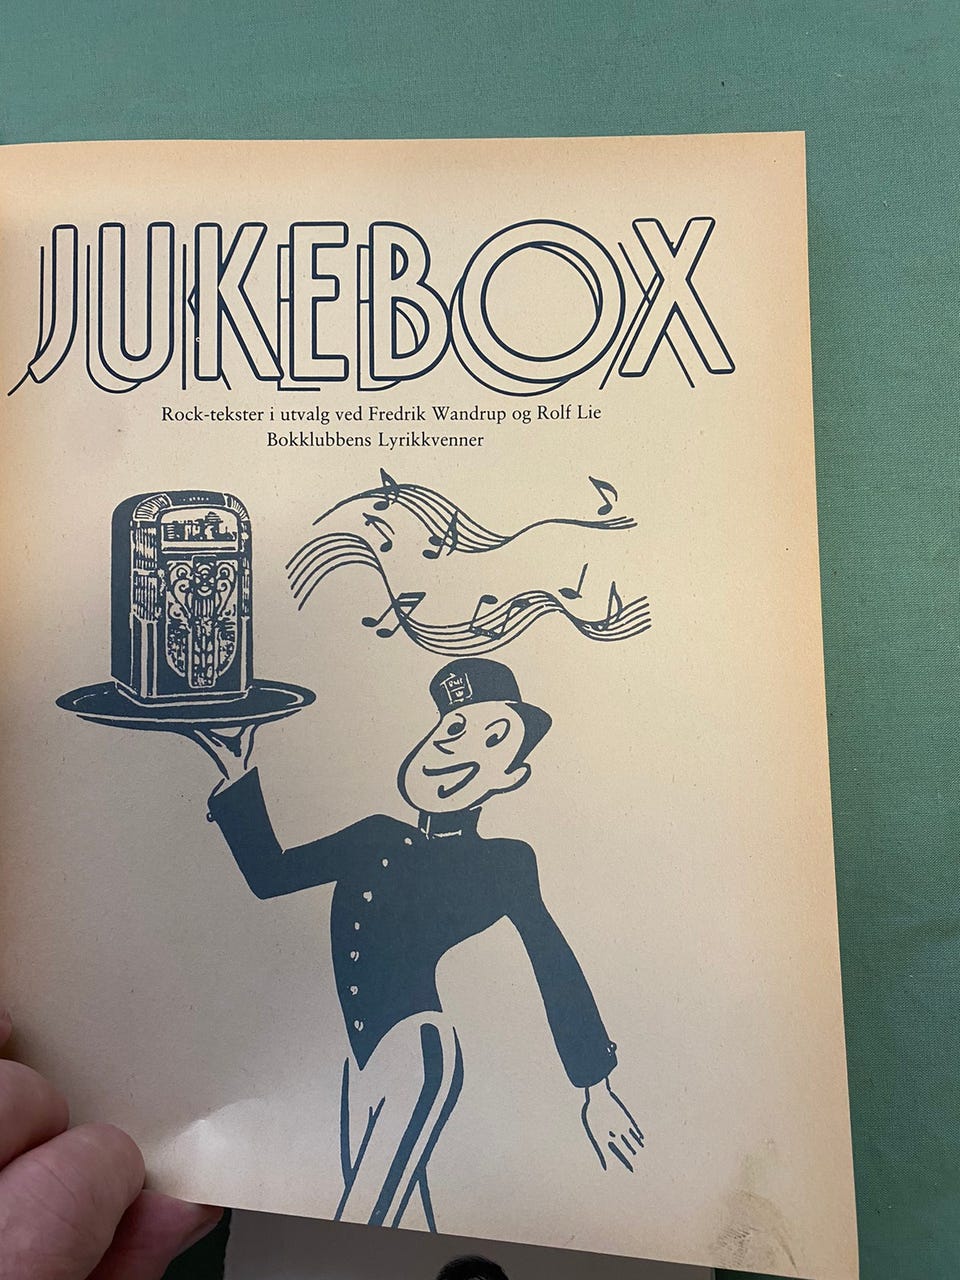 JUKEBOX
Rock-tekster i utvalg ved Fredrik Wandrup og Rolf Lie
Bokklubbens Lyrikkvenner